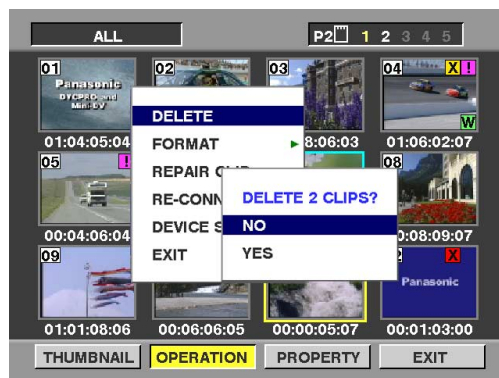 ALL
P2 1 2 3 4 5
01
Panasonic
DVCPRO and
Mini-DV
02
03
04 X !
W
DELETE
FORMAT
REPAIR
RE-CONN
DEVICE S
EXIT
01:04:05:04
8:06:03
01:06:02:07
05 !
08
DELETE 2 CLIPS?
NO
YES
00:04:06:04
0:08:09:07
09
X
Panasonic
01:01:08:06
00:06:06:05
00:00:05:07
00:01:03:00
THUMBNAIL
OPERATION
PROPERTY
EXIT